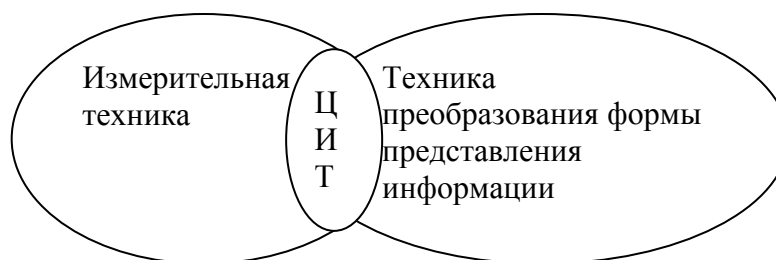 Измерительная
техника
Ц
И
Т
Техника
преобразования формы
представления
информации